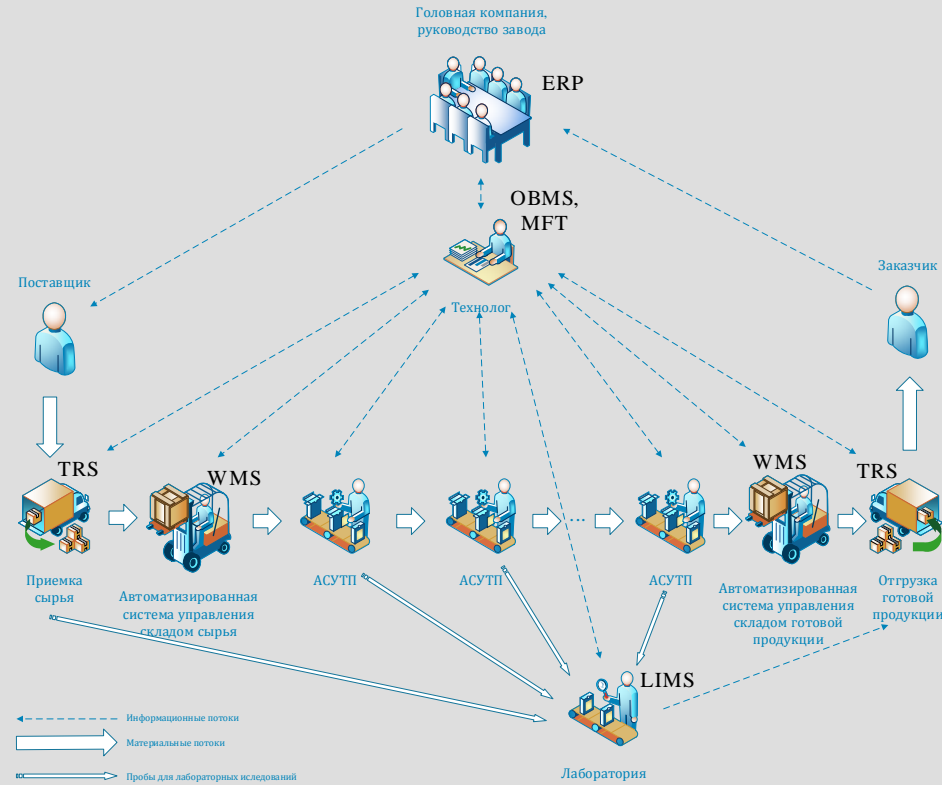 Головная компания,
руководство завода
ERP
OBMS,
MFT
Технолог
Поставщик
Заказчик
TRS
WMS
WMS
TRS
Приемка
сырья
Автоматизированная
система управления
складом сырья
АСУТП
АСУТП
...
АСУТП
Автоматизированная
система управления
складом готовой
продукции
Отгрузка
готовой
продукции
LIMS
Лаборатория
Информационные потоки
Материальные потоки
Пробы для лабораторных иследований